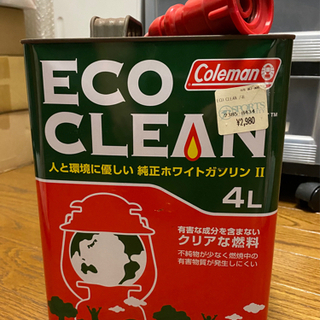 Coleman
ECO
CLEAN
¥2,980
TM
人と環境に優しい 純正ホワイトガソリンⅡ
4L
有害な成分を含まない
クリアな燃料
不純物が少なく燃焼中の
有害物質が発生しにくい